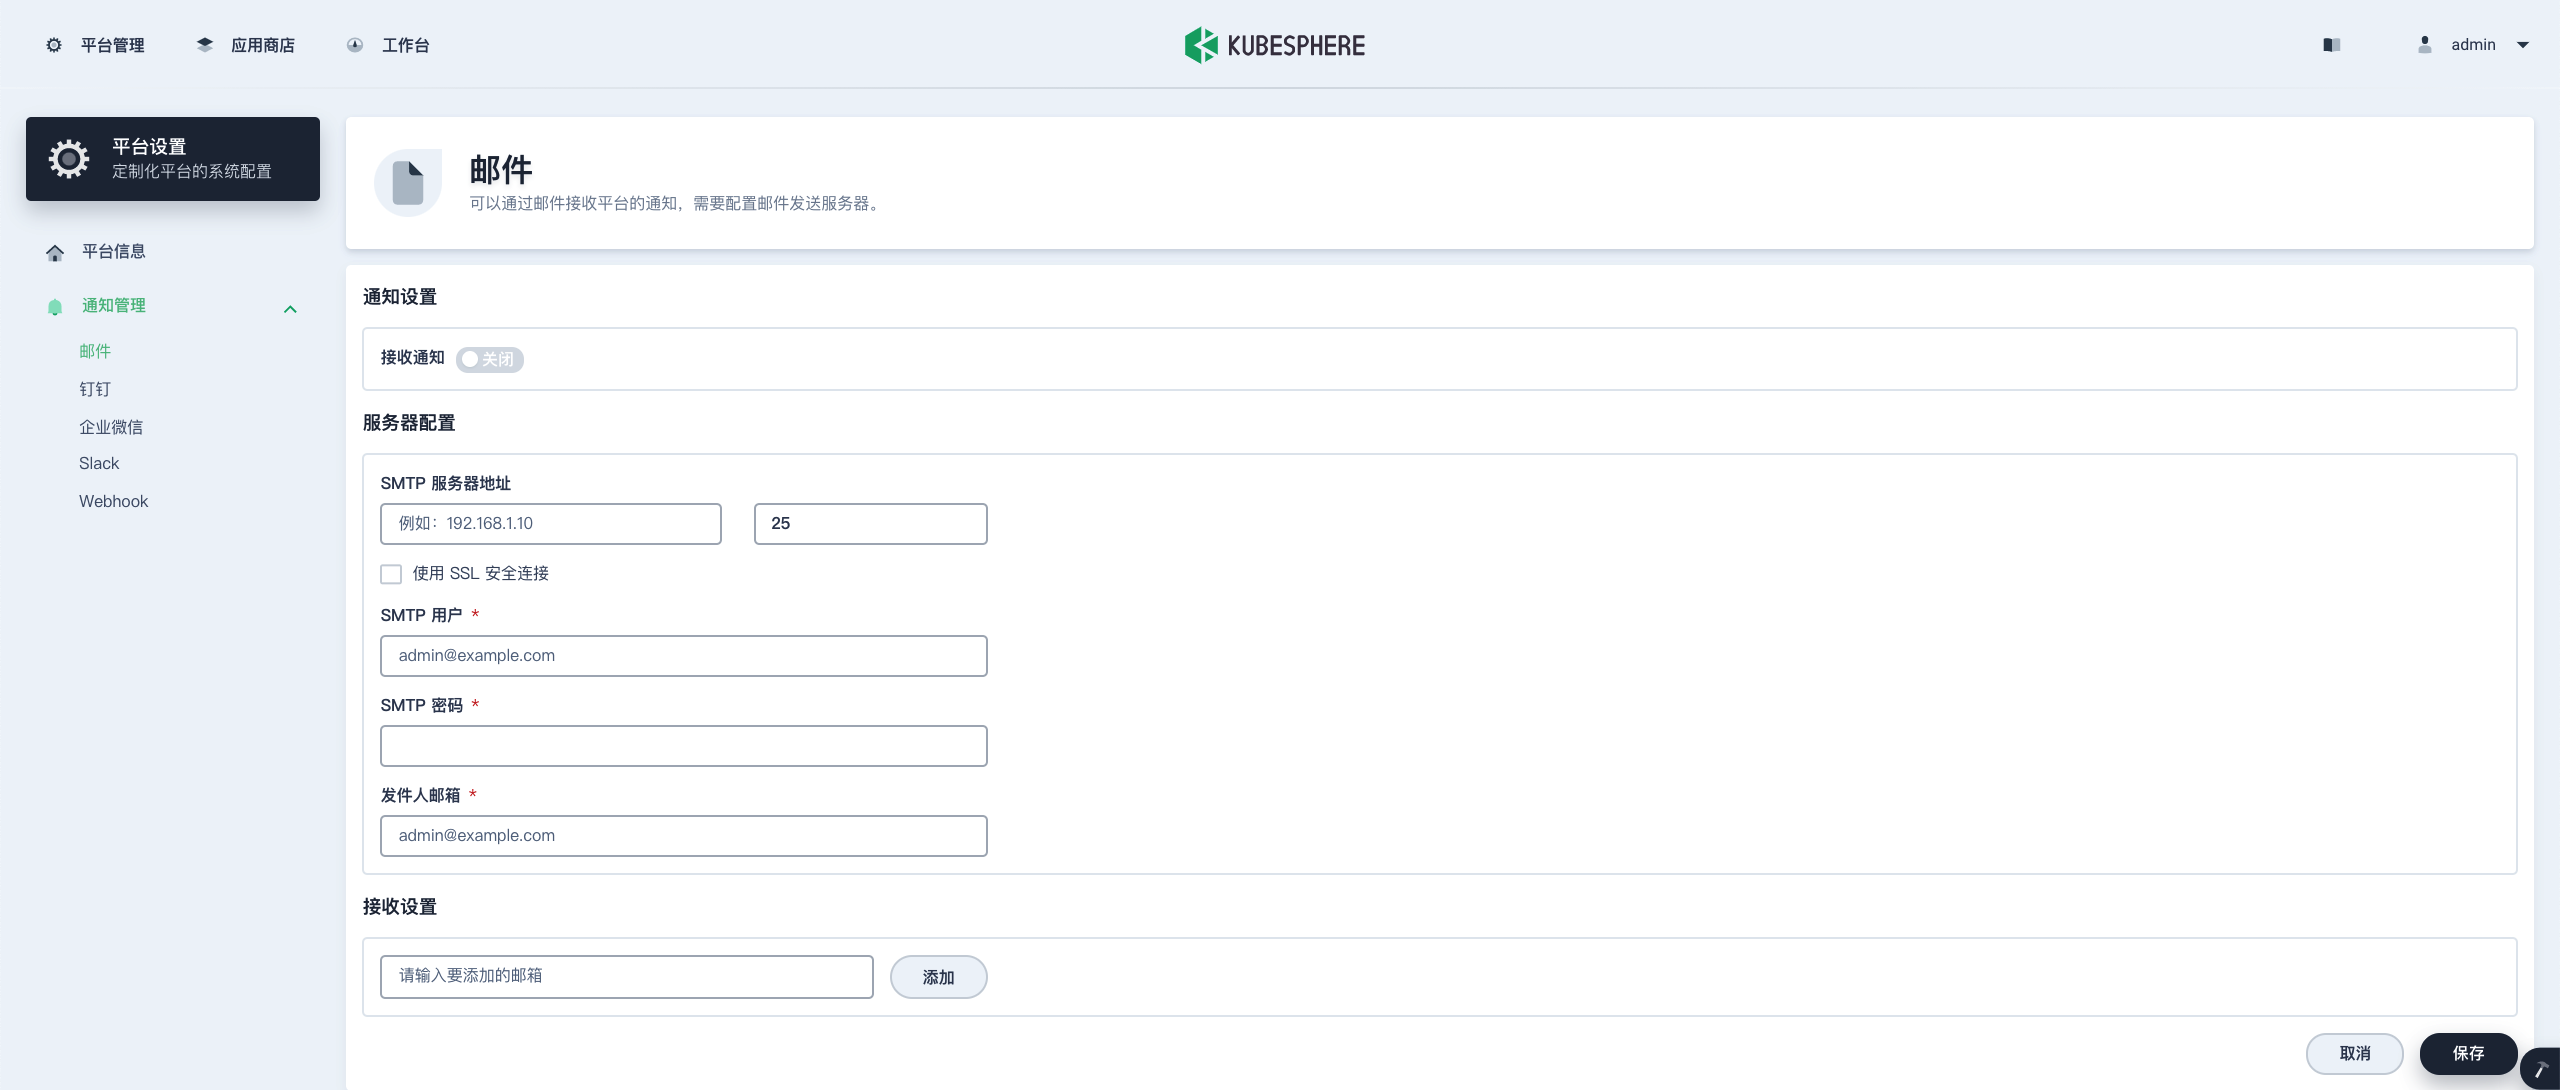 平台管理
应用商店
工作台
KUBESPHERE
admin
平台设置
定制化平台的系统配置
平台信息
通知管理
邮件
钉钉
企业微信
Slack
Webhook
邮件
可以通过邮件接收平台的通知，需要配置邮件发送服务器。
通知设置
接收通知 关闭
服务器配置
SMTP 服务器地址
例如：192.168.1.10
25
使用 SSL 安全连接
SMTP 用户 *
admin@example.com
SMTP 密码 *
发件人邮箱 *
admin@example.com
接收设置
请输入要添加的邮箱
添加
取消
保存